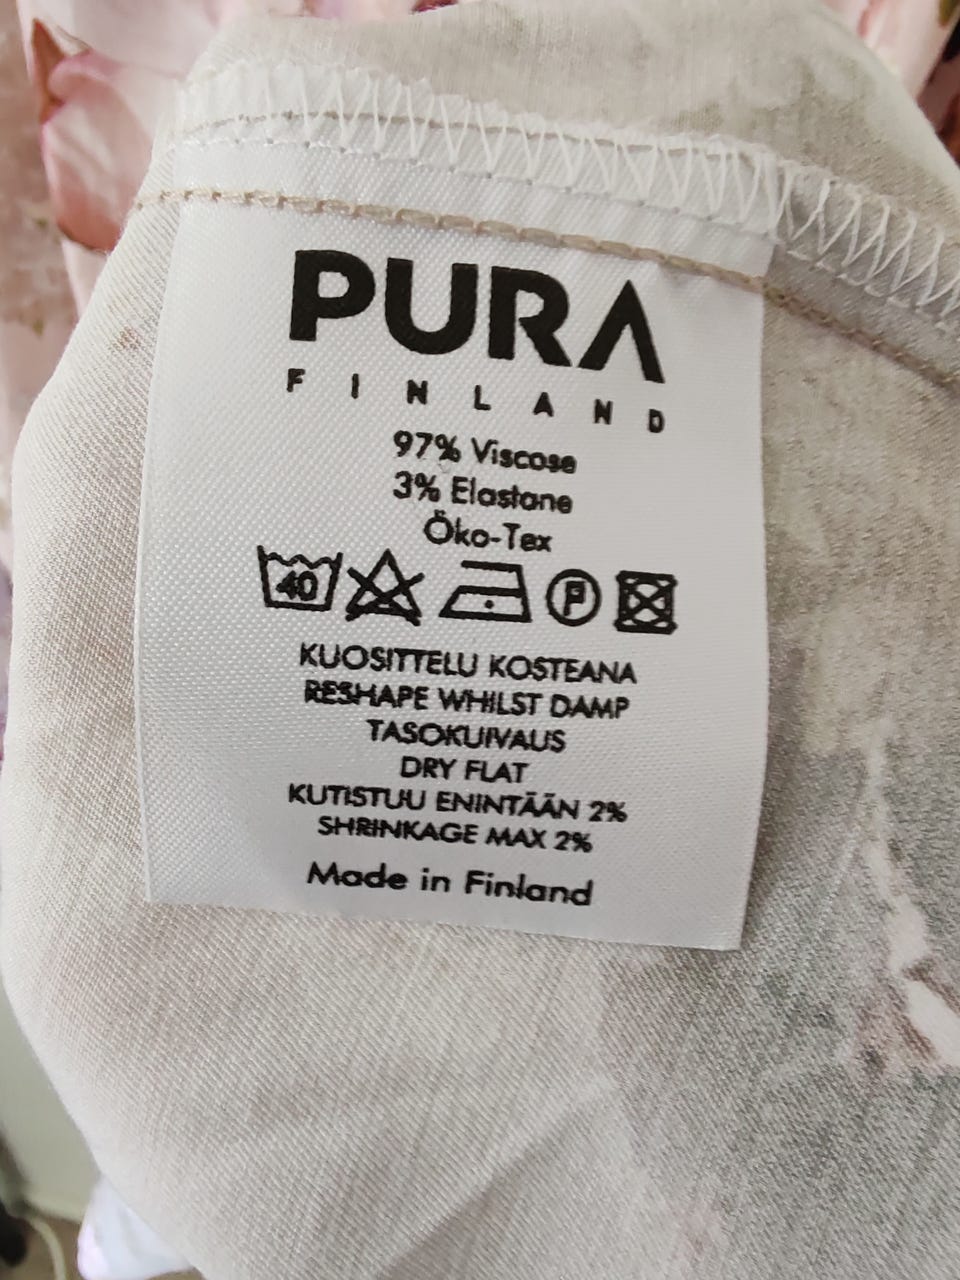 PURA
FINLAND
97% Viscose
3% Elastane
Öko-Tex
40 P
KUOSITTELU KOSTEANA
RESHAPE WHILST DAMP
TASOKUIVAUS
DRY FLAT
KUTISTUU ENINTÄÄN 2%
SHRINKAGE MAX 2%
Made in Finland